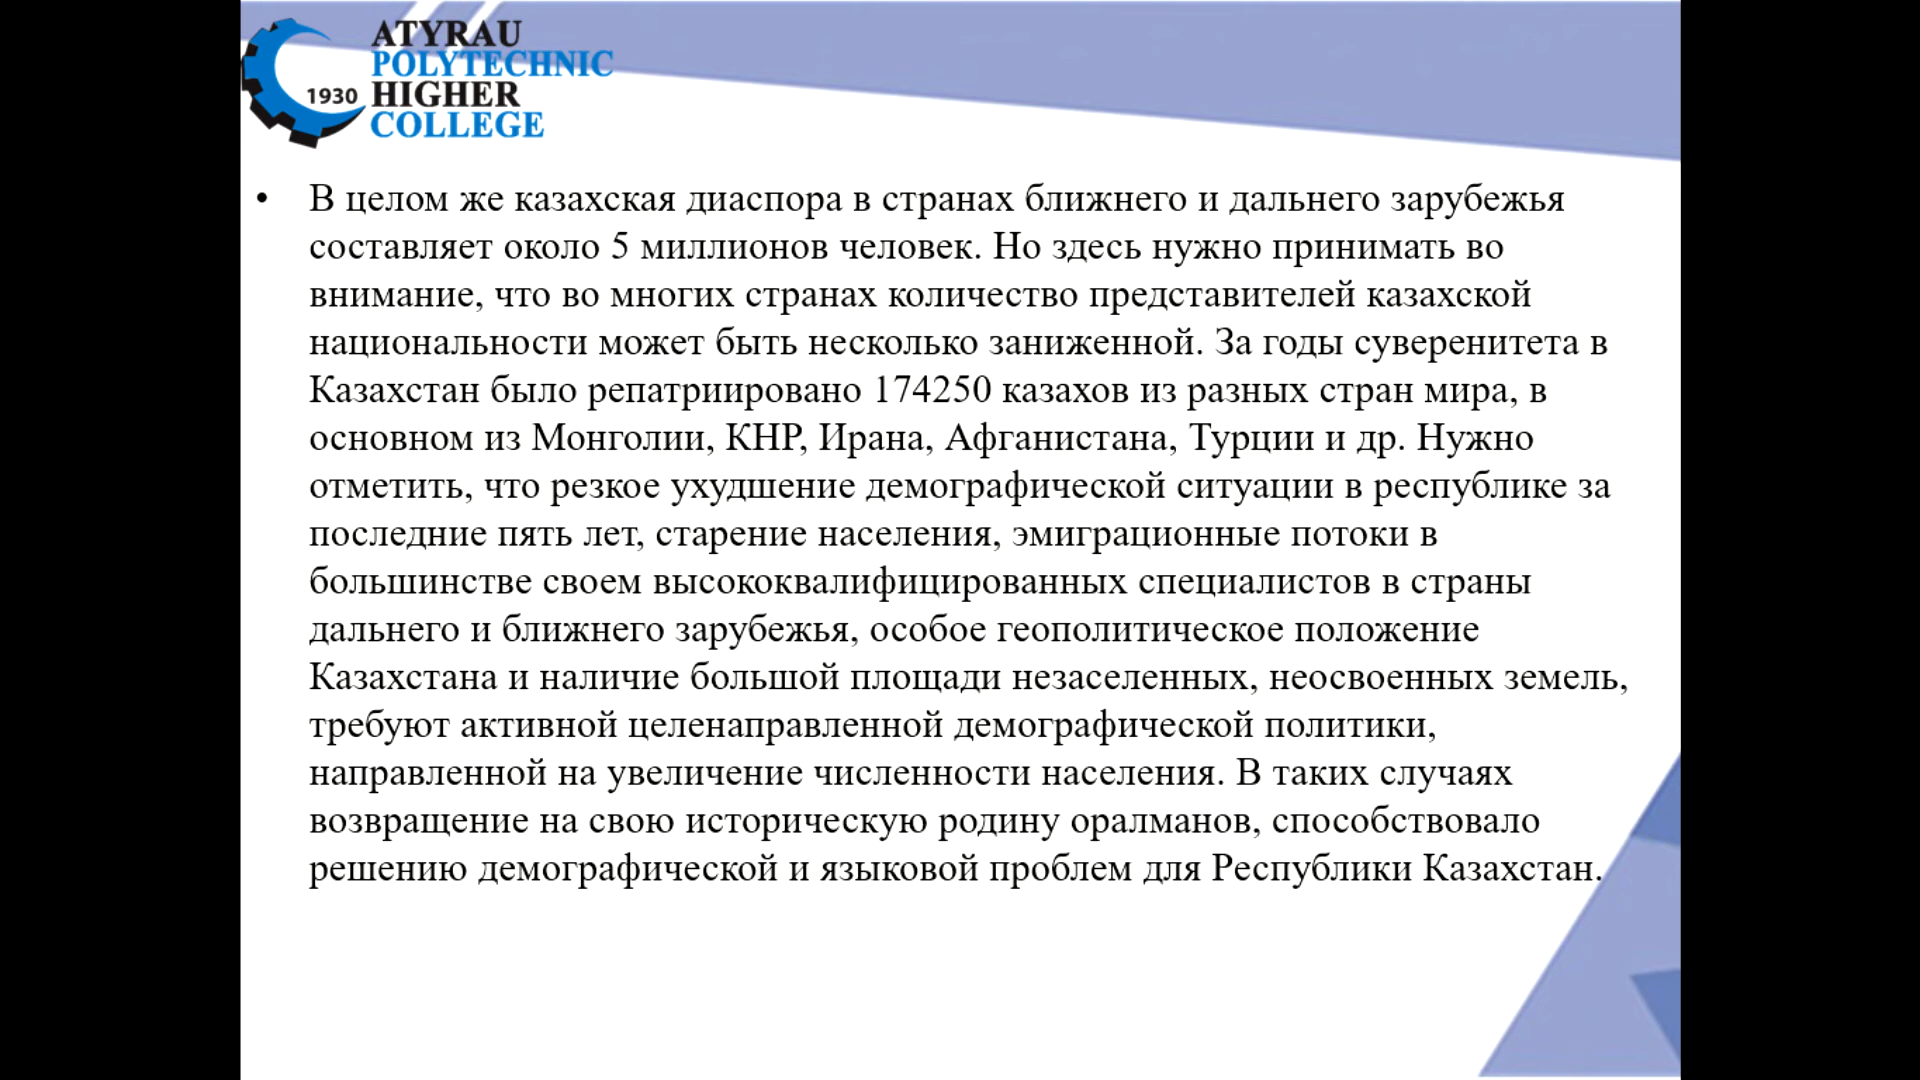 ATYRAU
POLYTECHNIC
1930 HIGHER
COLLEGE
• В целом же казахская диаспора в странах ближнего и дальнего зарубежья
составляет около 5 миллионов человек. Но здесь нужно принимать во
внимание, что во многих странах количество представителей казахской
национальности может быть несколько заниженной. За годы суверенитета в
Казахстан было репатриировано 174250 казахов из разных стран мира, в
основном из Монголии, КНР, Ирана, Афганистана, Турции и др. Нужно
отметить, что резкое ухудшение демографической ситуации в республике за
последние пять лет, старение населения, эмиграционные потоки в
большинстве своем высококвалифицированных специалистов в страны
дальнего и ближнего зарубежья, особое геополитическое положение
Казахстана и наличие большой площади незаселенных, неосвоенных земель,
требуют активной целенаправленной демографической политики,
направленной на увеличение численности населения. В таких случаях
возвращение на свою историческую родину оралманов, способствовало
решению демографической и языковой проблем для Республики Казахстан.